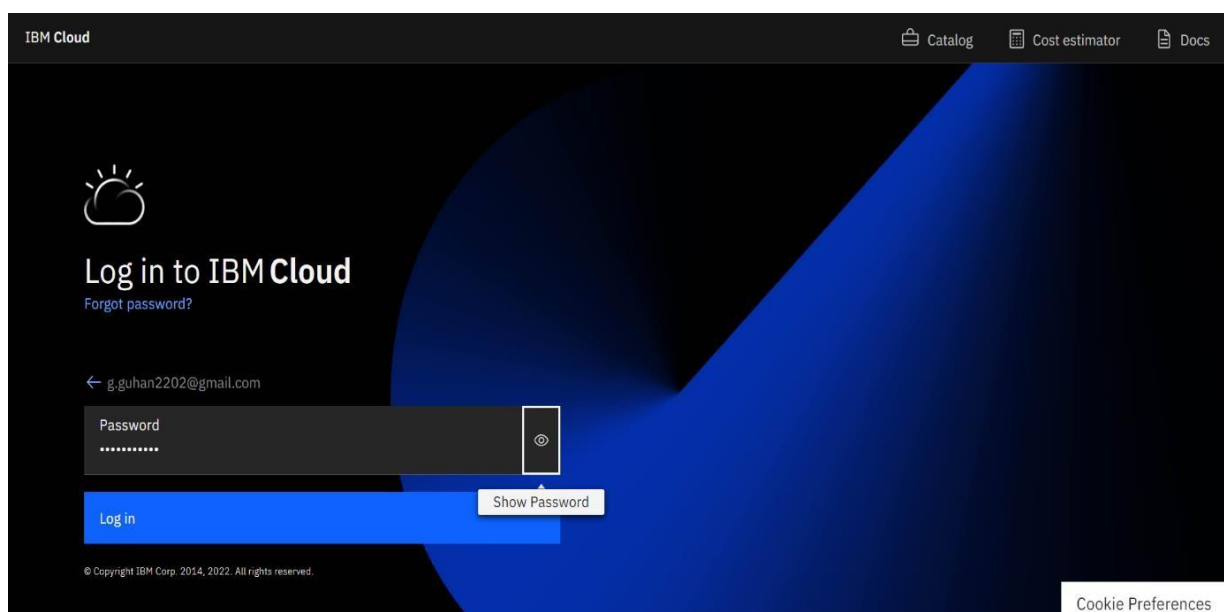 IBM Cloud
Catalog
Cost estimator
Docs
Log in to IBM Cloud
Forgot password?
g.guhan2202@gmail.com
Password
•••••••••••
Show Password
Log in
© Copyright IBM Corp. 2014, 2022. All rights reserved.
Cookie Preferences